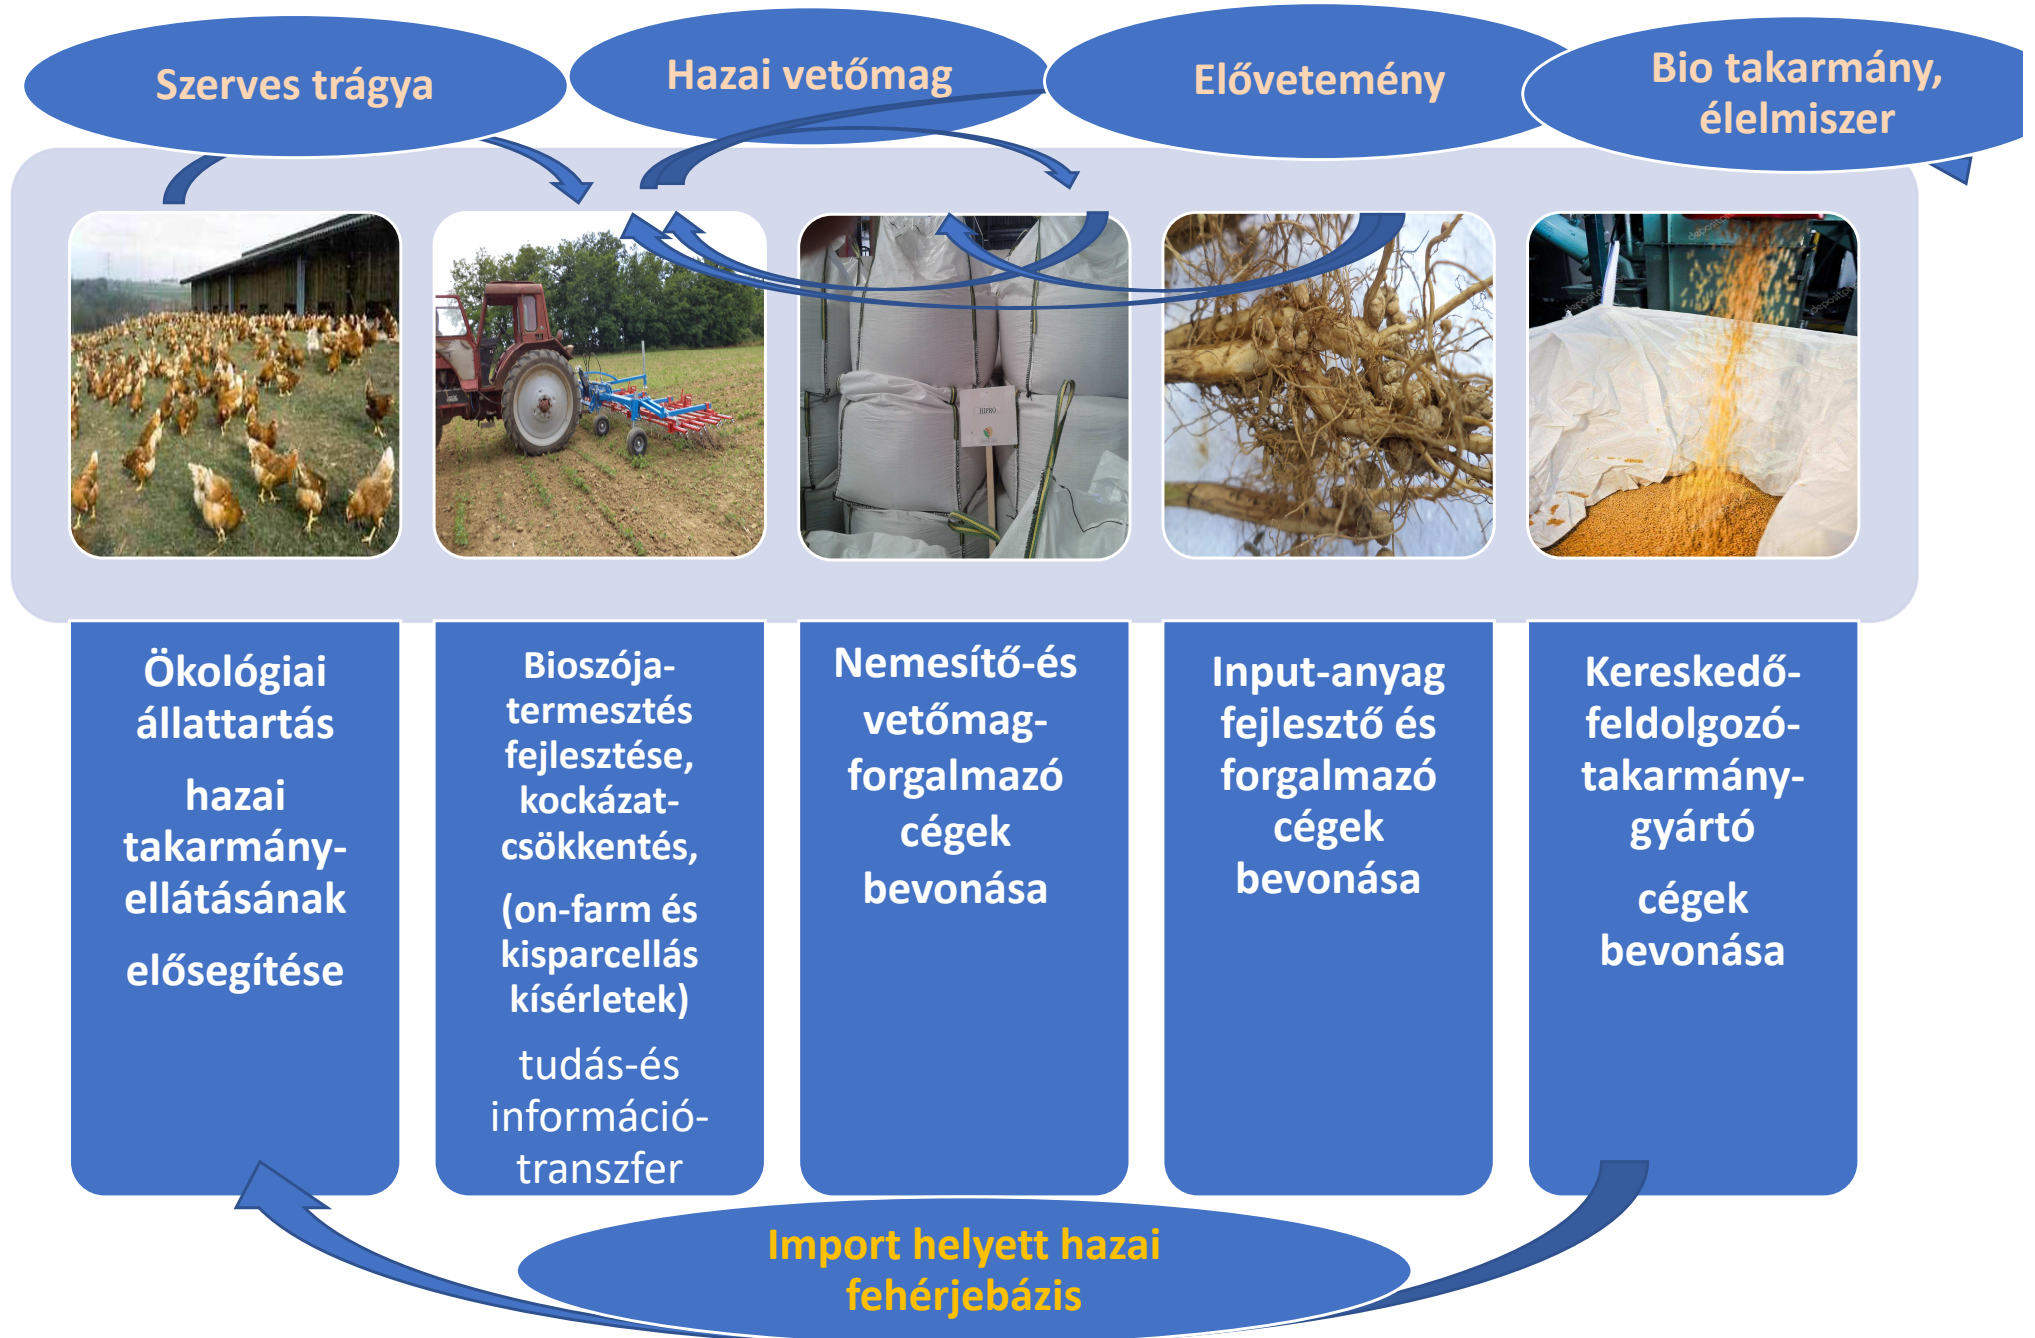 Szerves trágya
Hazai vetőmag
Elővetemény
Bio takarmány,
élelmiszer
HIPRO
depositphotos
Ökológiai
állattartás
hazai
takarmány-
ellátásának
elősegítése
Bioszója-
termesztés
fejlesztése,
kockázat-
csökkentés,
(on-farm és
kisparcellás
kísérletek)
tudás-és
információ-
transzfer
Nemesítő-és
vetőmag-
forgalmazó
cégek
bevonása
Input-anyag
fejlesztő és
forgalmazó
cégek
bevonása
Kereskedő-
feldolgozó-
takarmány-
gyártó
cégek
bevonása
Import helyett hazai
fehérjebázis